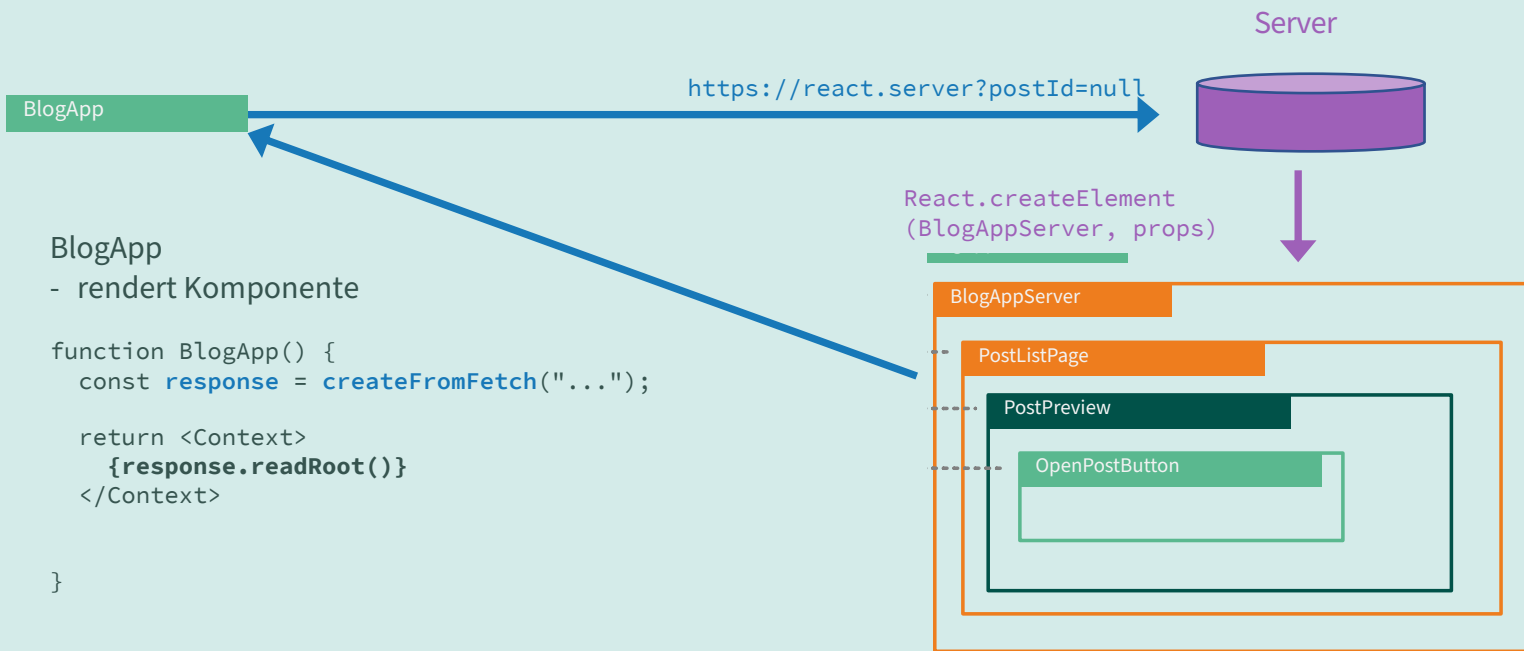 Server
https://react.server?postId=null
BlogApp
React.createElement
(BlogAppServer, props)
BlogApp
- rendert Komponente
function BlogApp() {
const response = createFromFetch("...");
return <Context>
{response.readRoot()}
</Context>
}
BlogAppServer
PostListPage
PostPreview
OpenPostButton